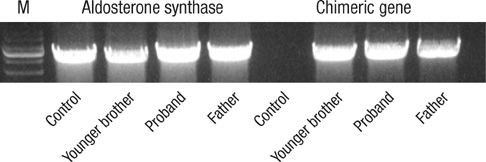 M Aldosterone synthase Chimeric gene
Control Younger brother Proband Father Control Younger brother Proband Father